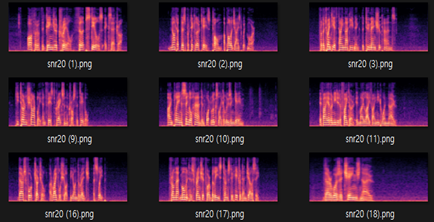 snr20 (1).png snr20 (2).png snr20 (3).png
snr20 (9).png snr20 (10).png snr20 (11).png
snr20 (16).png snr20 (17).png snr20 (18).png